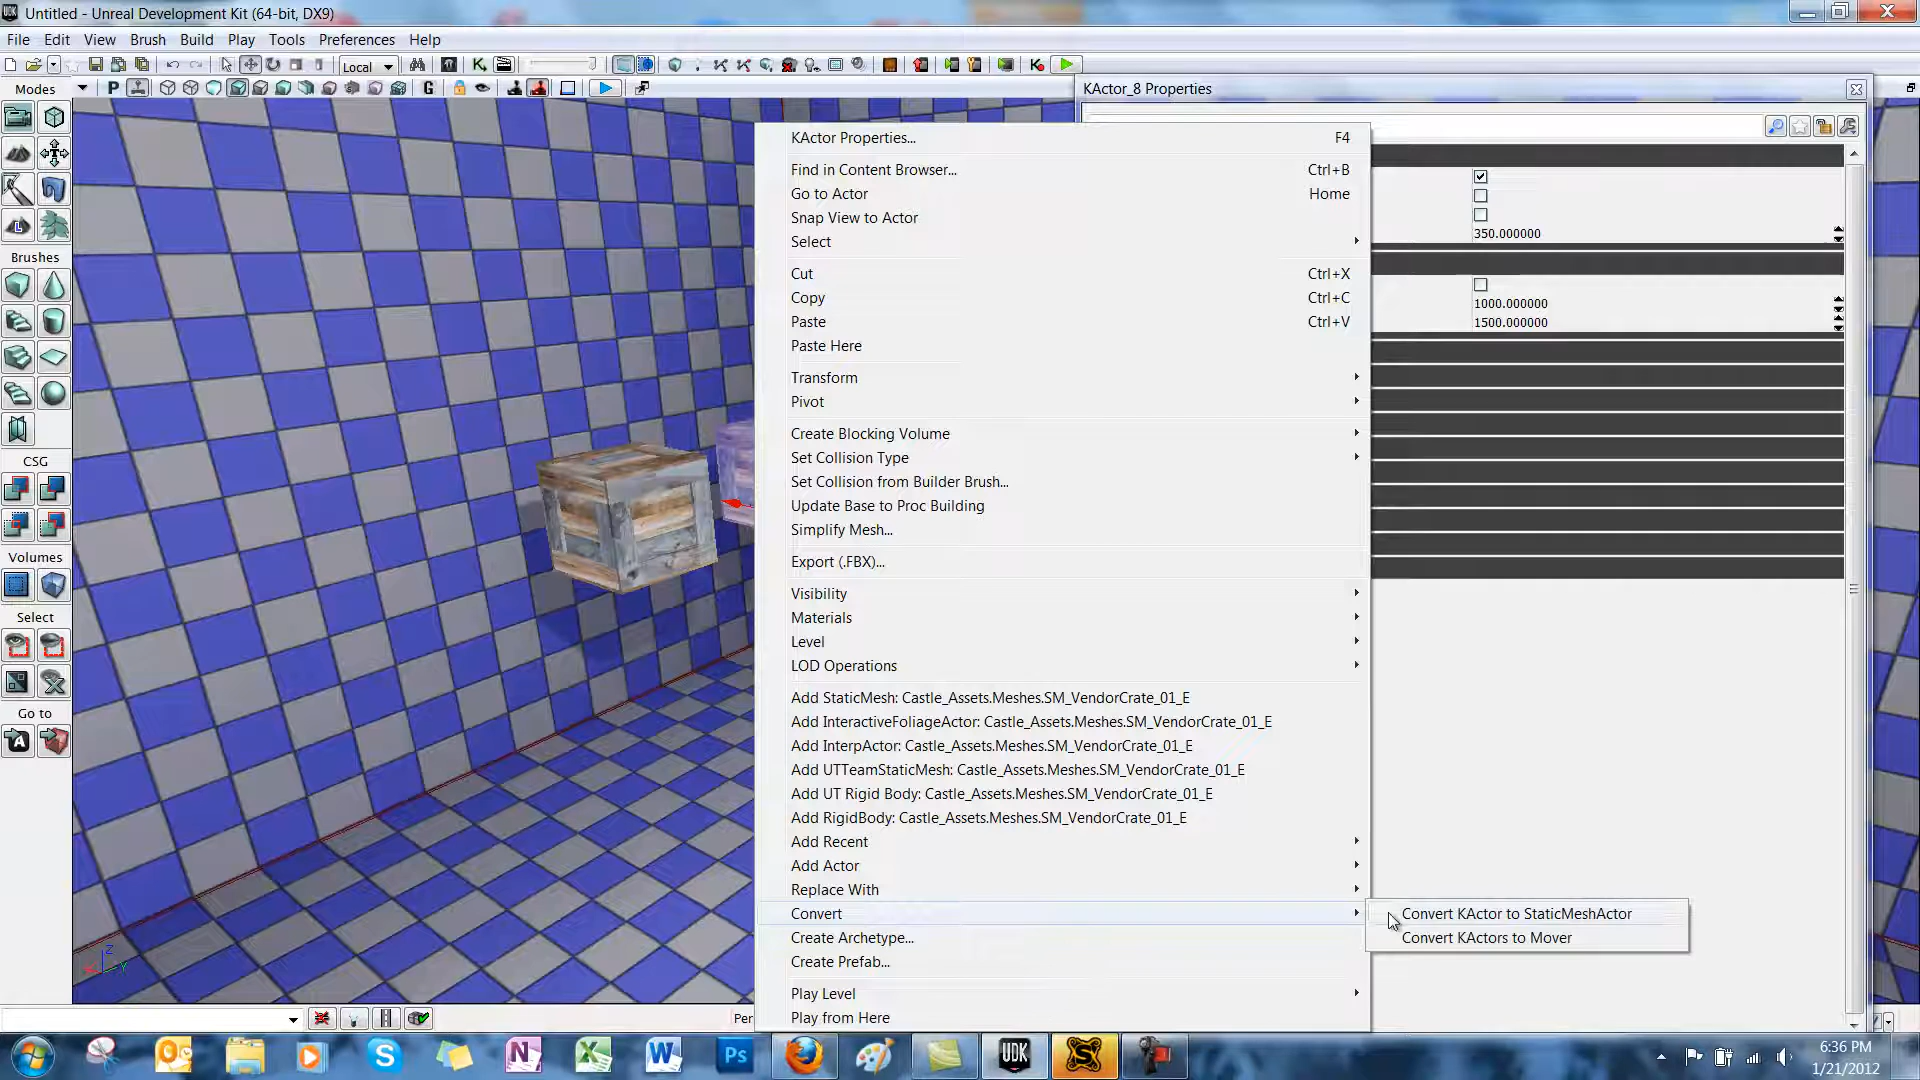 Untitled - Unreal Development Kit (64-bit, DX9)
File Edit View Brush Build Play Tools Preferences Help
Local
Modes
P
G
KActor_8 Properties
KActor Properties... F4
Find in Content Browser... Ctrl+B
Go to Actor Home
Snap View to Actor
Select
Cut Ctrl+X
Copy Ctrl+C
Paste Ctrl+V
Paste Here
Transform
Pivot
Create Blocking Volume
Set Collision Type
Set Collision from Builder Brush...
Update Base to Proc Building
Simplify Mesh...
Export (.FBX)...
Visibility
Materials
Level
LOD Operations
Add StaticMesh: Castle_Assets.Meshes.SM_VendorCrate_01_E
Add InteractiveFoliageActor: Castle_Assets.Meshes.SM_VendorCrate_01_E
Add InterpActor: Castle_Assets.Meshes.SM_VendorCrate_01_E
Add UTTeamStaticMesh: Castle_Assets.Meshes.SM_VendorCrate_01_E
Add UT Rigid Body: Castle_Assets.Meshes.SM_VendorCrate_01_E
Add RigidBody: Castle_Assets.Meshes.SM_VendorCrate_01_E
Add Recent
Add Actor
Replace With
Convert
Create Archetype...
Create Prefab...
Play Level
Play from Here
Convert KActor to StaticMeshActor
Convert KActors to Mover
350.000000
1000.000000
1500.000000
Brushes
CSG
Volumes
Select
Go to
Z
Y
Per
UDK
Ps
6:36 PM
1/21/2012